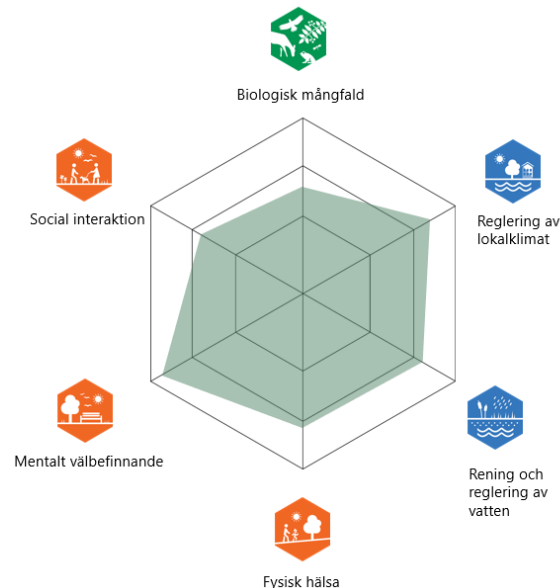 Biologisk mångfald
Social interaktion
Reglering av
lokalklimat
Mentalt välbefinnande
Rening och
reglering av
vatten
Fysisk hälsa